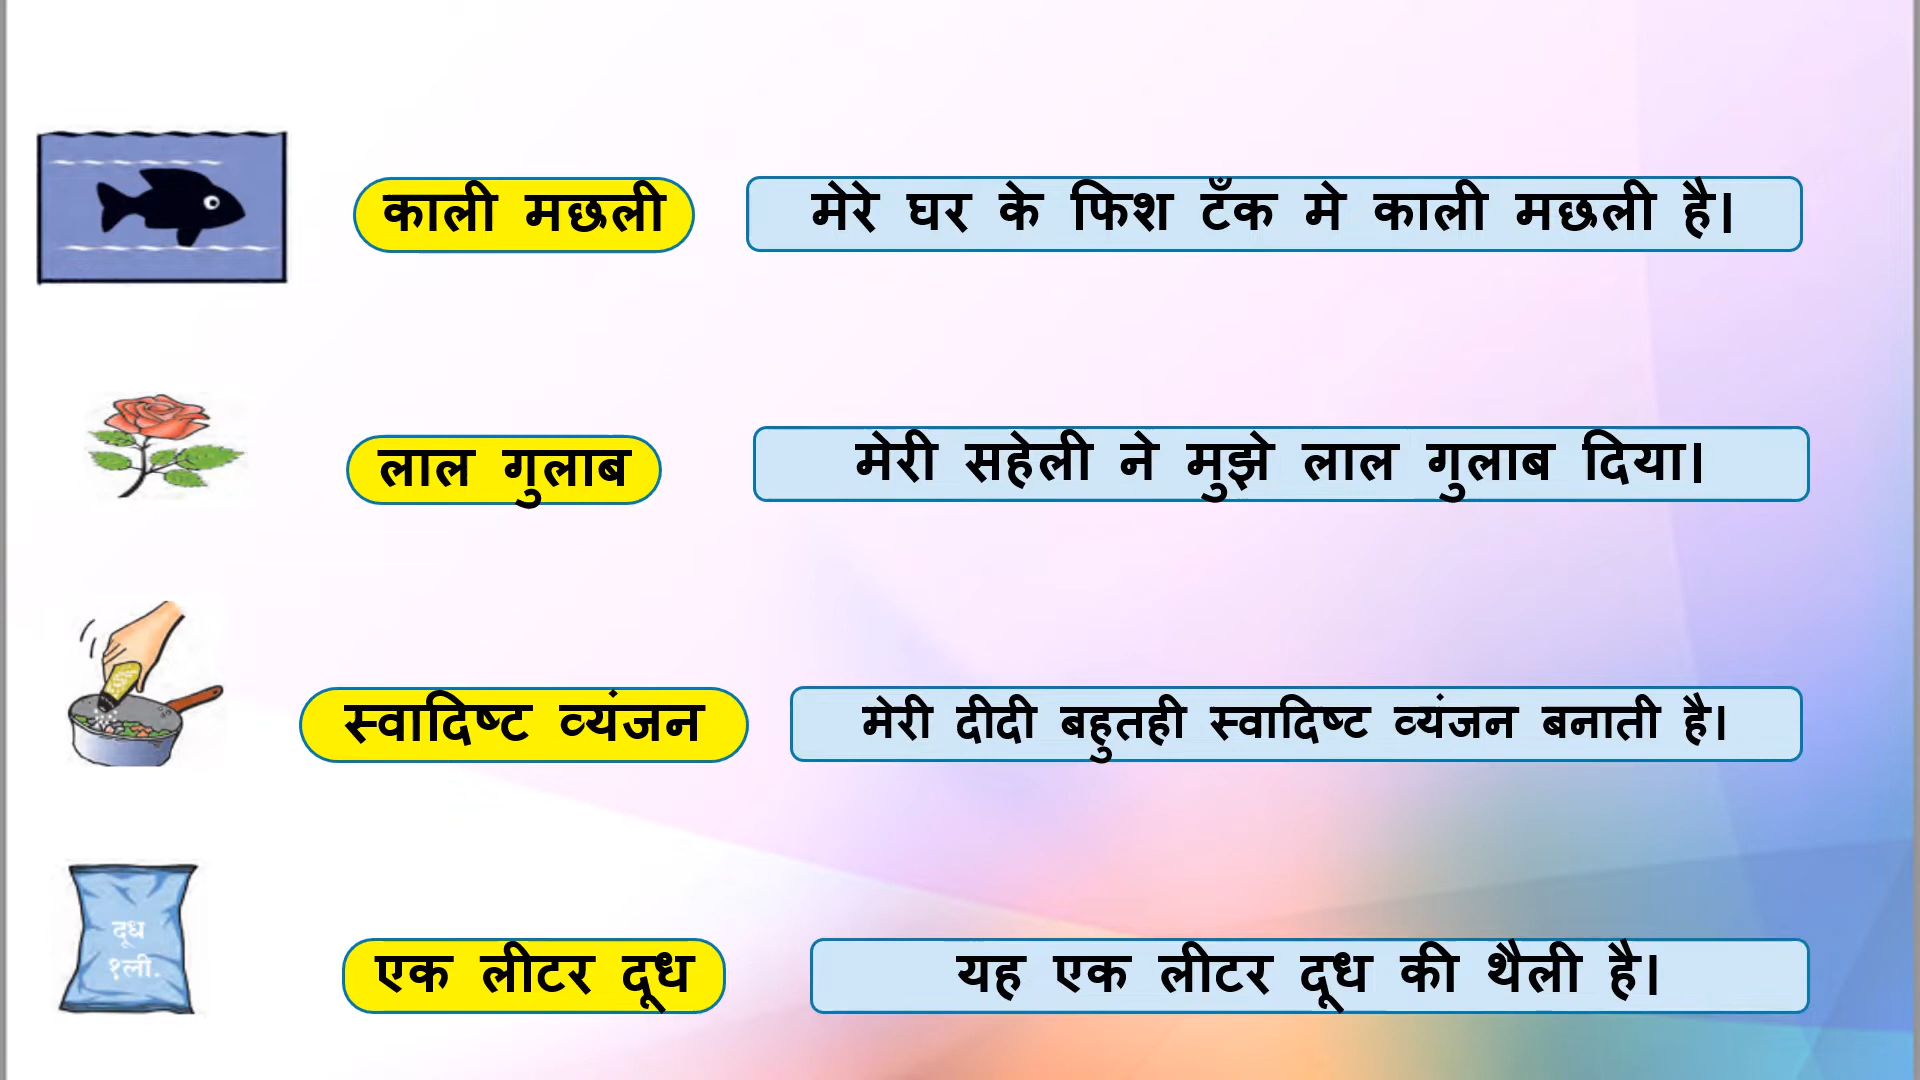 काली मछली
मेरे घर के फिश टँक मे काली मछली है।
लाल गुलाब
मेरी सहेली ने मुझे लाल गुलाब दिया।
स्वादिष्ट व्यंजन
मेरी दीदी बहुतही स्वादिष्ट व्यंजन बनाती है।
दूध
१ली.
एक लीटर दूध
यह एक लीटर दूध की थैली है।